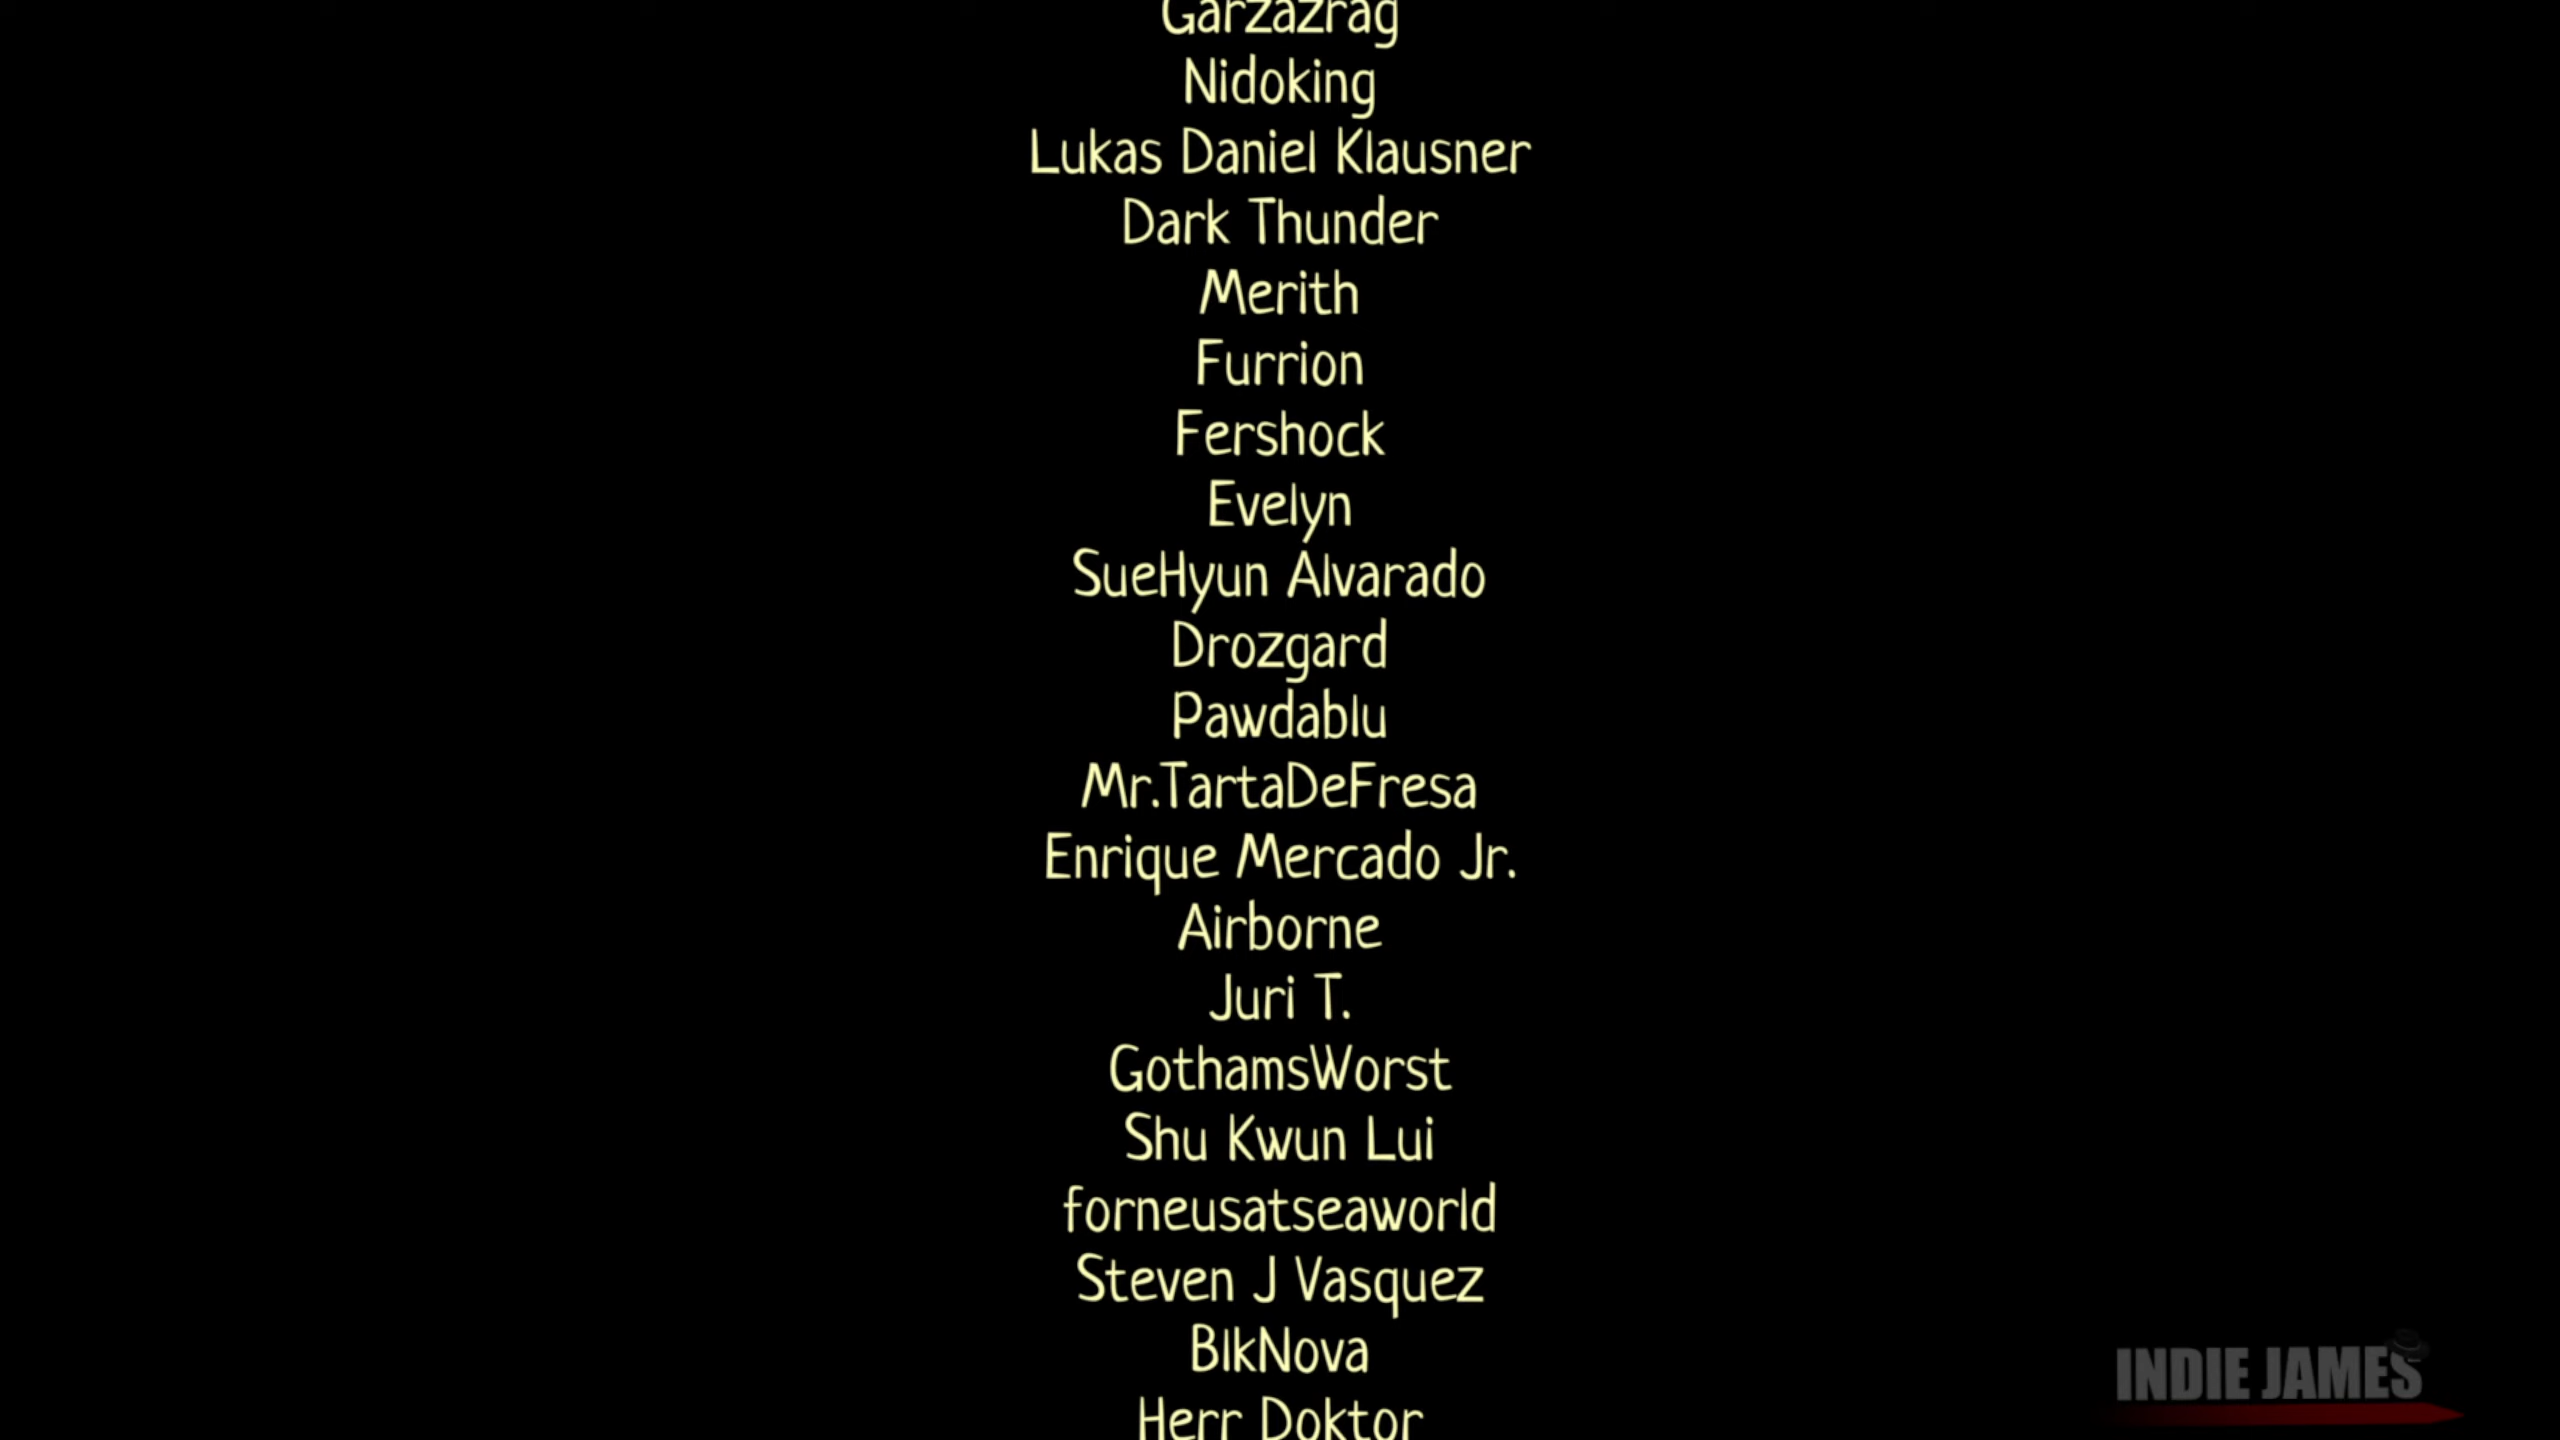 Garzazrag
Nidoking
Lukas Daniel Klausner
Dark Thunder
Merith
Furrion
Fershock
Evelyn
SueHyun Alvarado
Drozgard
Pawdablu
Mr.TartaDeFresa
Enrique Mercado Jr.
Airborne
Juri T.
GothamsWorst
Shu Kwun Lui
forneusatseaworld
Steven J Vasquez
BlkNova
Herr Doktor
INDIE JAMES